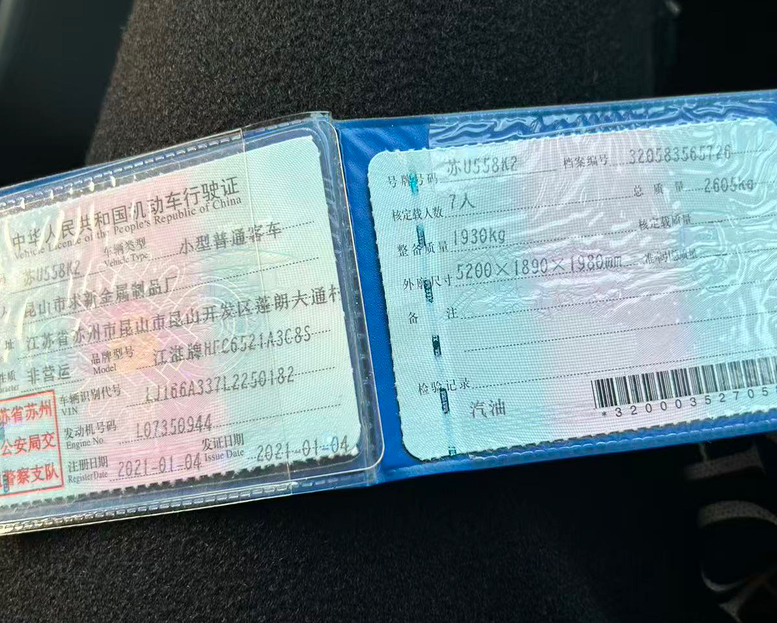 中华人民共和国机动车行驶证
Vehicle License of the People's Republic of China
苏U558K2 车辆类型 Vehicle Type 小型普通客车
人 昆山市求新金属制品厂
址 江苏省苏州市昆山市昆山开发区蓬朗大通村
性质 非营运 品牌型号 Model 江淮牌HFC6521A3C8S
苏省苏州
公安局交
警察支队
车辆识别代号 VIN LJ166A337L2250182
发动机号码 Engine No. L07350944
注册日期 Register Date 2021-01-04 发证日期 Issue Date 2021-01-04
号牌号码 苏U558K2 档案编号 320583565726
核定载人数 7人 总质量 2605kg
整备质量 1930kg 核定载质量
外廓尺寸 5200×1890×1980mm 准牵引总质量
备注
检验记录
汽油
*32000352705